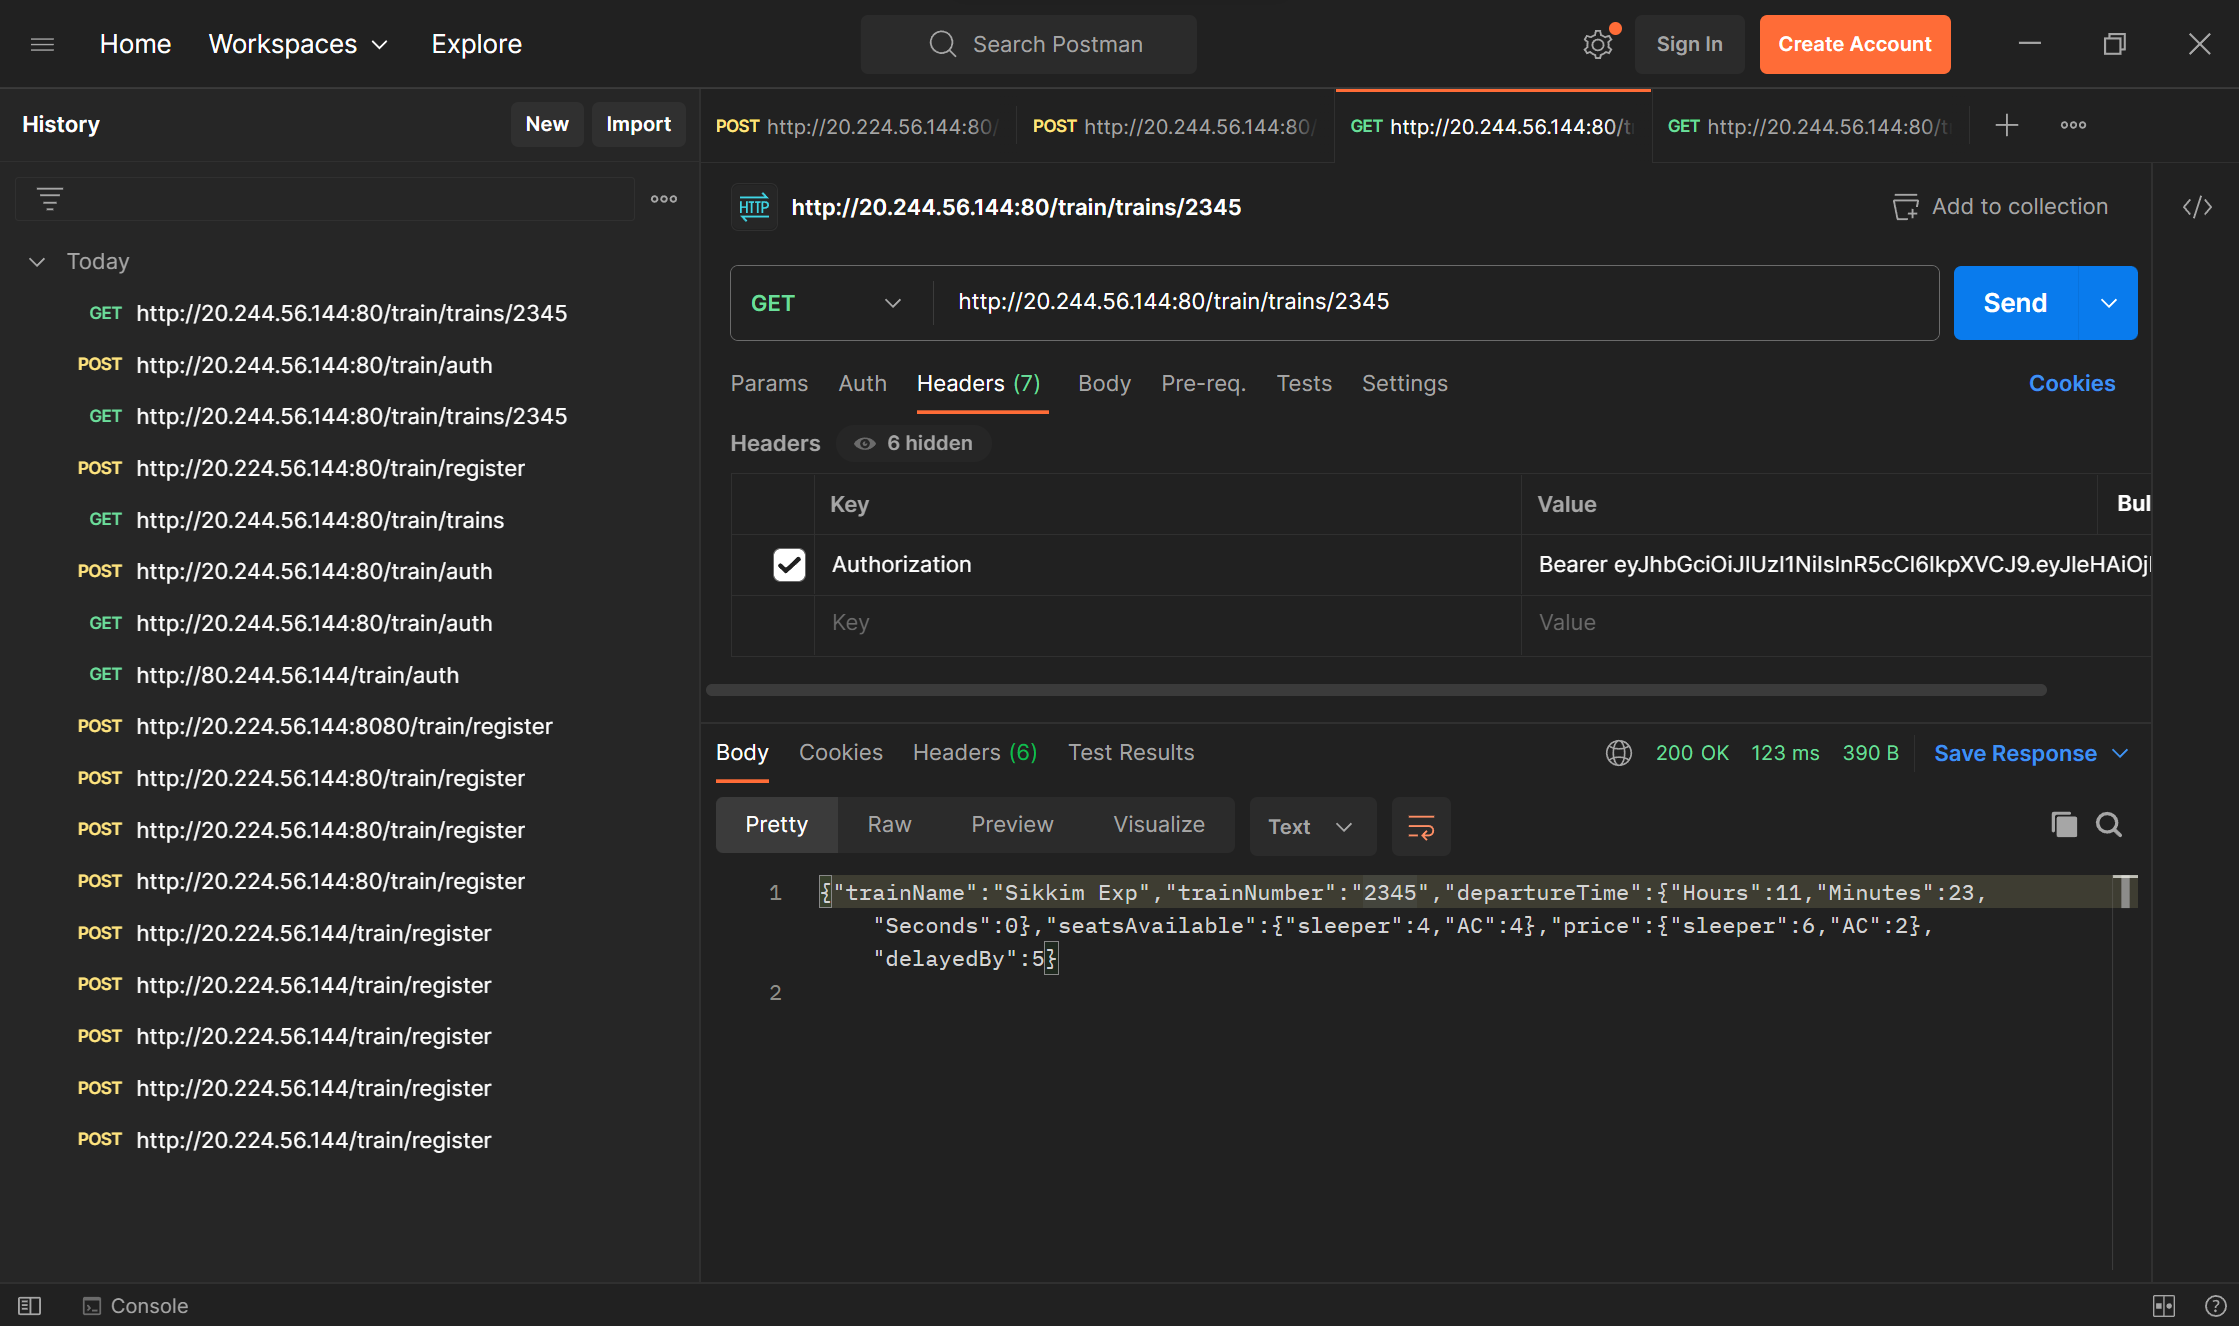 Home Workspaces Explore Search Postman Sign In Create Account
History New Import
POST http://20.224.56.144:80/ POST http://20.244.56.144:80/ GET http://20.244.56.144:80/t GET http://20.244.56.144:80/t
HTTP http://20.244.56.144:80/train/trains/2345 Add to collection
Today
GET http://20.244.56.144:80/train/trains/2345
POST http://20.244.56.144:80/train/auth
GET http://20.244.56.144:80/train/trains/2345
POST http://20.224.56.144:80/train/register
GET http://20.244.56.144:80/train/trains
POST http://20.244.56.144:80/train/auth
GET http://20.244.56.144:80/train/auth
GET http://80.244.56.144/train/auth
POST http://20.224.56.144:8080/train/register
POST http://20.224.56.144:80/train/register
POST http://20.224.56.144:80/train/register
POST http://20.224.56.144:80/train/register
POST http://20.224.56.144/train/register
POST http://20.224.56.144/train/register
POST http://20.224.56.144/train/register
POST http://20.224.56.144/train/register
POST http://20.224.56.144/train/register
GET http://20.244.56.144:80/train/trains/2345 Send
Params Auth Headers (7) Body Pre-req. Tests Settings Cookies
Headers 6 hidden
Key Value Bul
Authorization Bearer eyJhbGciOiJIUzI1NiIsInR5cCI6IkpXVCJ9.eyJleHAiOj
Key Value
Body Cookies Headers (6) Test Results 200 OK 123 ms 390 B Save Response
Pretty Raw Preview Visualize Text
1 {"trainName":"Sikkim Exp","trainNumber":"2345","departureTime":{"Hours":11,"Minutes":23,
"Seconds":0},"seatsAvailable":{"sleeper":4,"AC":4},"price":{"sleeper":6,"AC":2},
"delayedBy":5}
2
Console